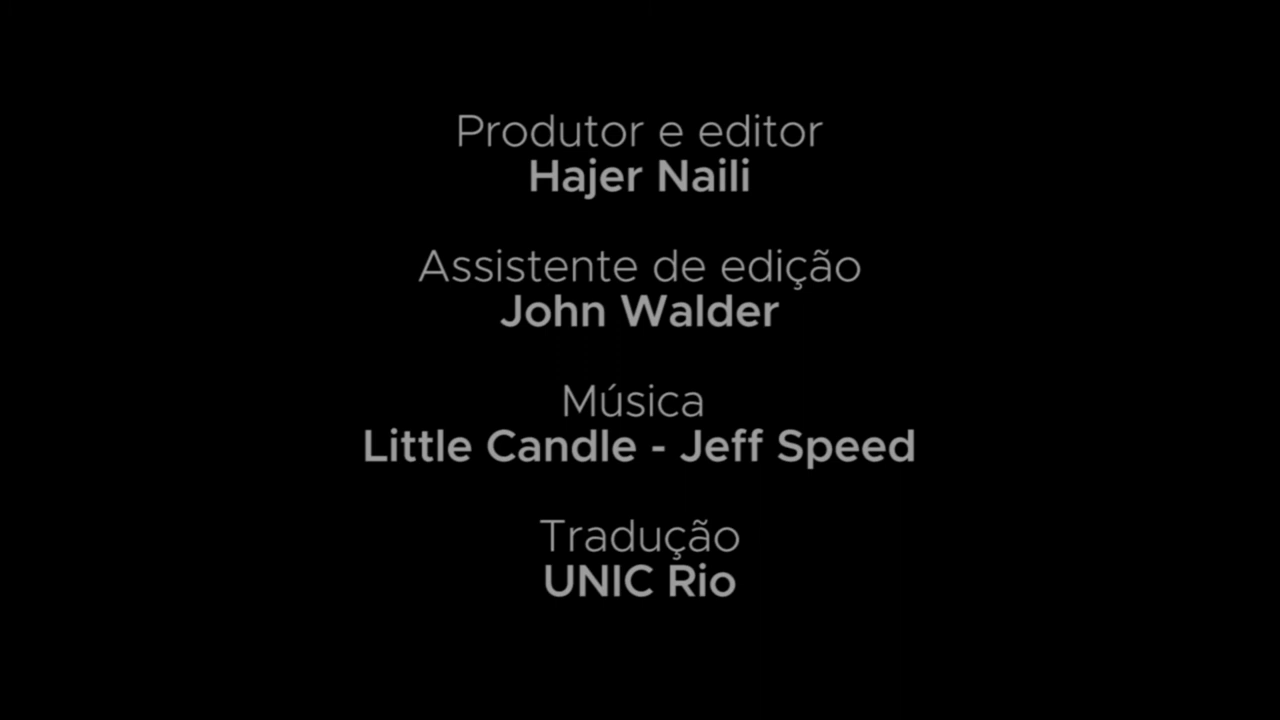 Produtor e editor
Hajer Naili
Assistente de edição
John Walder
Música
Little Candle - Jeff Speed
Tradução
UNIC Rio